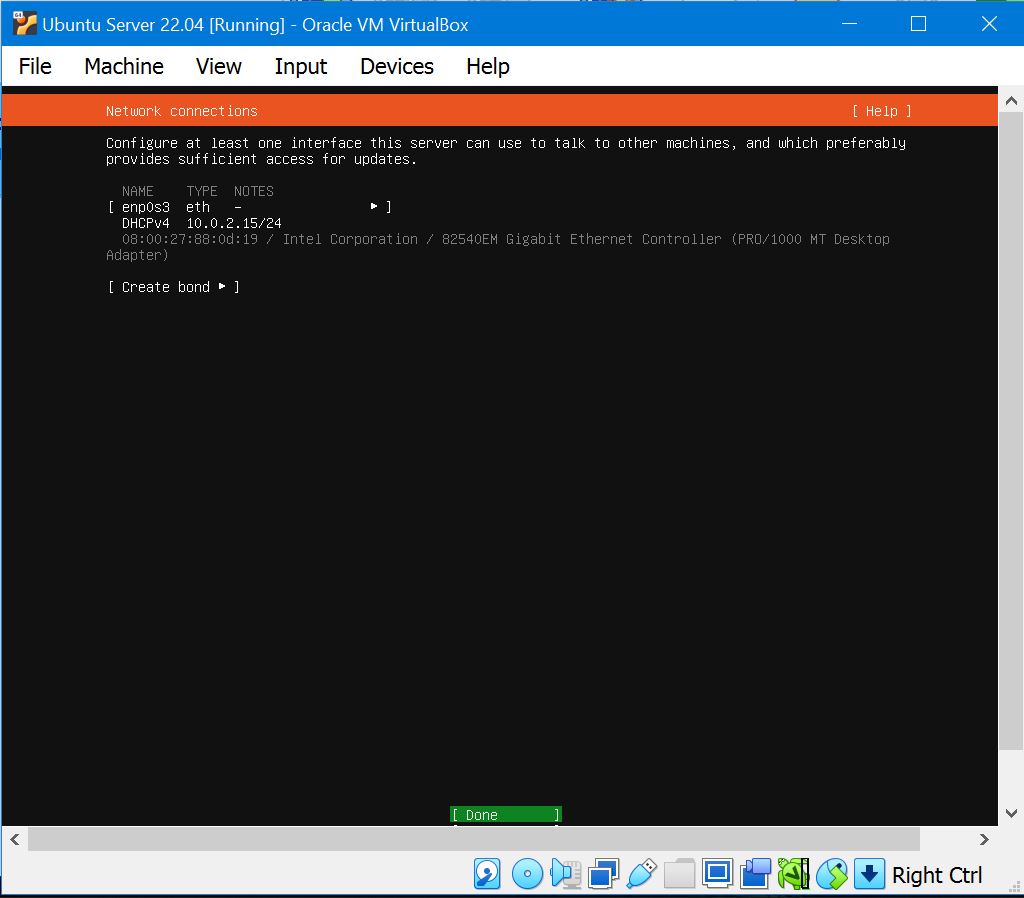 Ubuntu Server 22.04 [Running] - Oracle VM VirtualBox
File Machine View Input Devices Help
Network connections [ Help ]
Configure at least one interface this server can use to talk to other machines, and which preferably
provides sufficient access for updates.
NAME TYPE NOTES
[ enp0s3 eth - ▸ ]
DHCPv4 10.0.2.15/24
08:00:27:88:0d:19 / Intel Corporation / 82540EM Gigabit Ethernet Controller (PRO/1000 MT Desktop
Adapter)
[ Create bond ▸ ]
[ Done ]
Right Ctrl